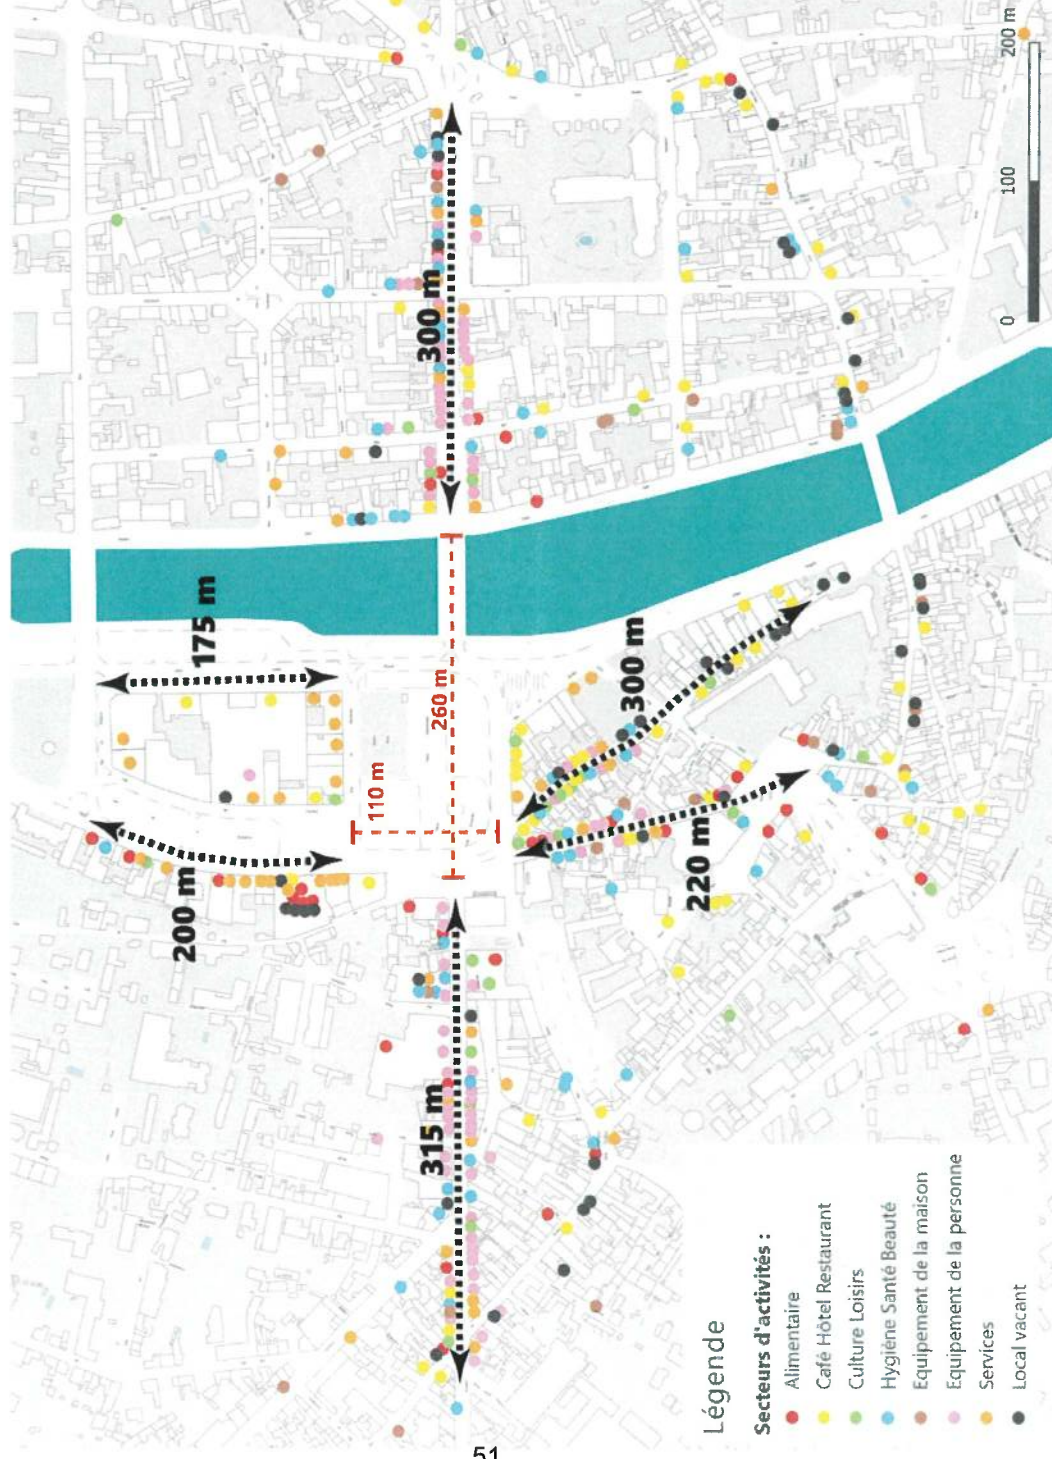 200 m
175 m
300 m
110 m
260 m
315 m
220 m
300 m
Légende
Secteurs d'activités :
Alimentaire
Café Hôtel Restaurant
Culture Loisirs
Hygiène Santé Beauté
Equipement de la maison
Equipement de la personne
Services
Local vacant
0
100
200 m
51